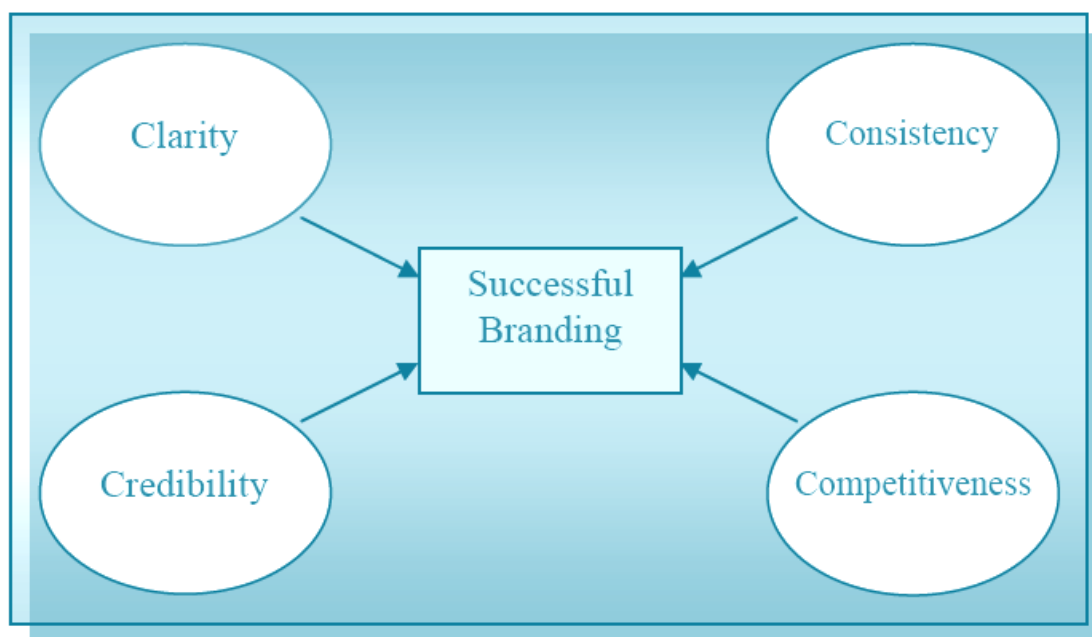 Clarity
Consistency
Successful
Branding
Credibility
Competitiveness